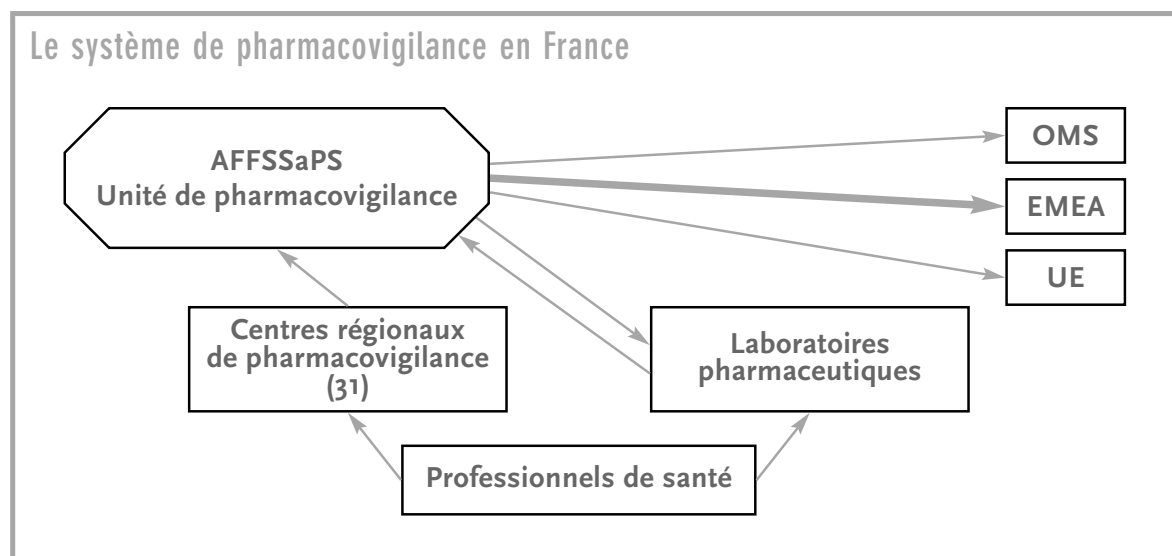 Le système de pharmacovigilance en France
AFFSSaPS
Unité de pharmacovigilance
OMS
EMEA
UE
Centres régionaux
de pharmacovigilance
(31)
Laboratoires
pharmaceutiques
Professionnels de santé